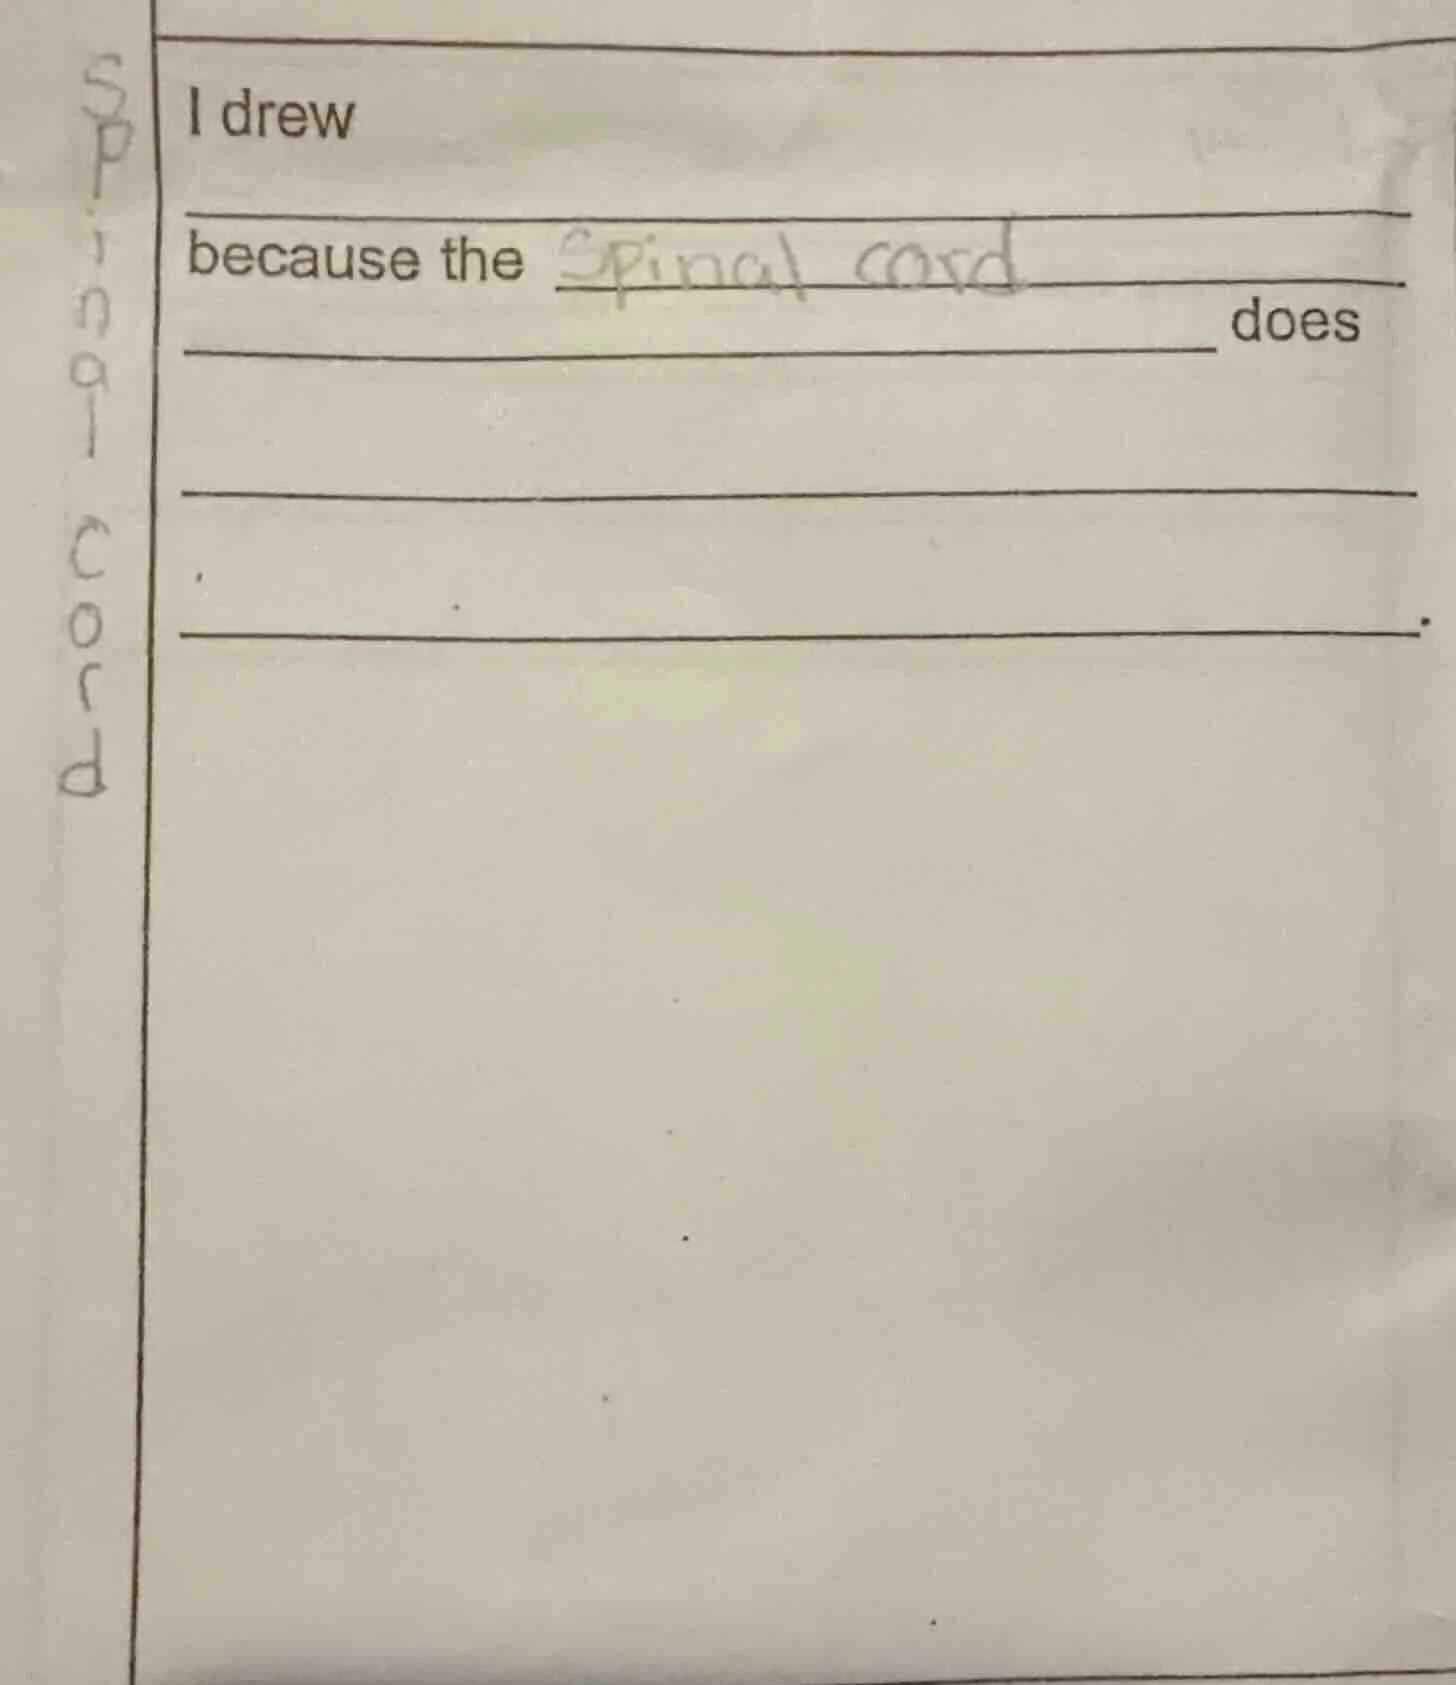 spinal cord
I drew
because the Spinal cord
does
.